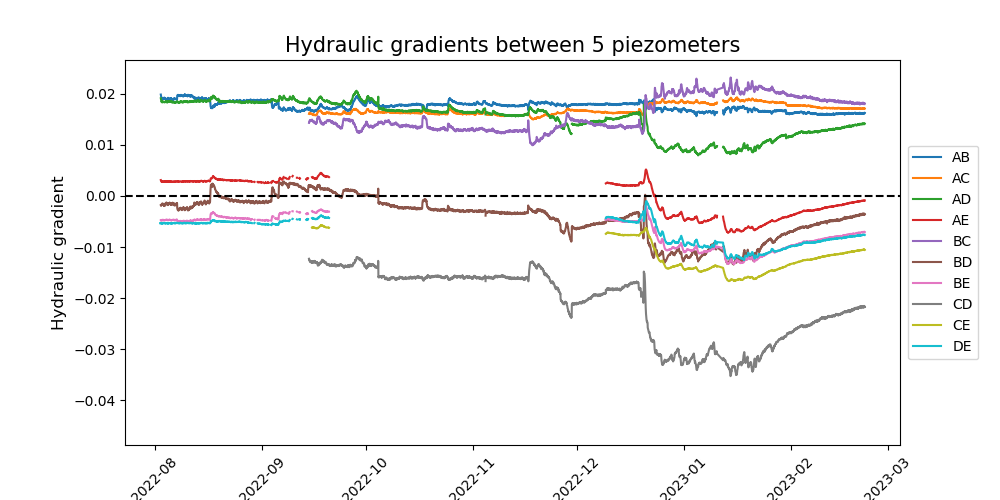 Hydraulic gradients between 5 piezometers
Hydraulic gradient
0.02
0.01
0.00
−0.01
−0.02
−0.03
−0.04
2022-08
2022-09
2022-10
2022-11
2022-12
2023-01
2023-02
2023-03
AB
AC
AD
AE
BC
BD
BE
CD
CE
DE